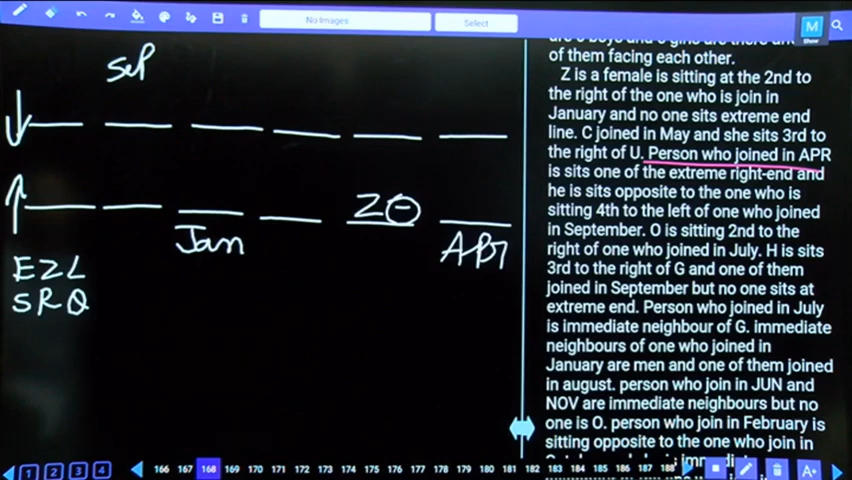 No Images
Select
M
Show
Sep
Z
Jan
APr
E Z L
S R Q
of them facing each other.
Z is a female is sitting at the 2nd to
the right of the one who is join in
January and no one sits extreme end
line. C joined in May and she sits 3rd to
the right of U. Person who joined in APR
is sits one of the extreme right-end and
he is sits opposite to the one who is
sitting 4th to the left of one who joined
in September. O is sitting 2nd to the
right of one who joined in July. H is sits
3rd to the right of G and one of them
joined in September but no one sits at
extreme end. Person who joined in July
is immediate neighbour of G. immediate
neighbours of one who joined in
January are men and one of them joined
in august. person who join in JUN and
NOV are immediate neighbours but no
one is O. person who join in February is
sitting opposite to the one who join in
1 2 3 4 166 167 168 169 170 171 172 173 174 175 176 177 178 179 180 181 182 183 184 185 186 187 188 A+